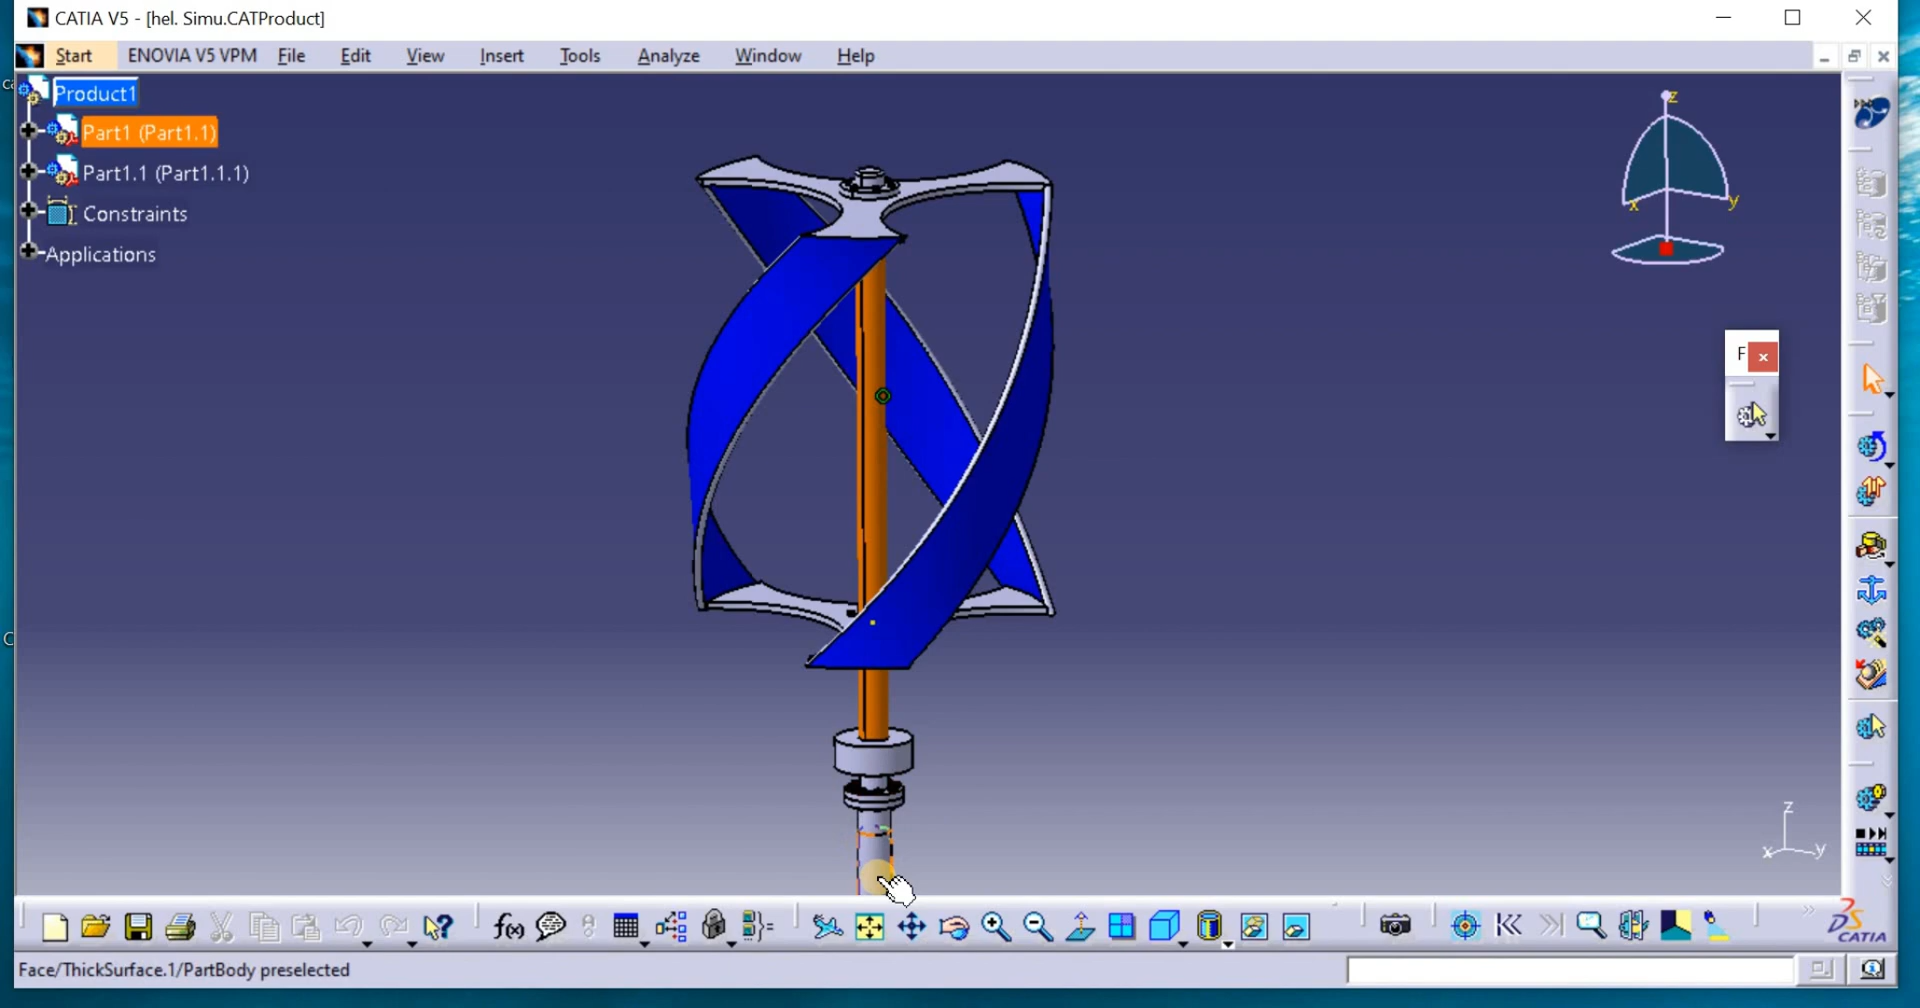 CATIA V5 - [hel. Simu.CATProduct]
Start ENOVIA V5 VPM File Edit View Insert Tools Analyze Window Help
Product1
Part1 (Part1.1)
Part1.1 (Part1.1.1)
Constraints
Applications
z
x
y
F
z
x
y
f(x)
CATIA
Face/ThickSurface.1/PartBody preselected